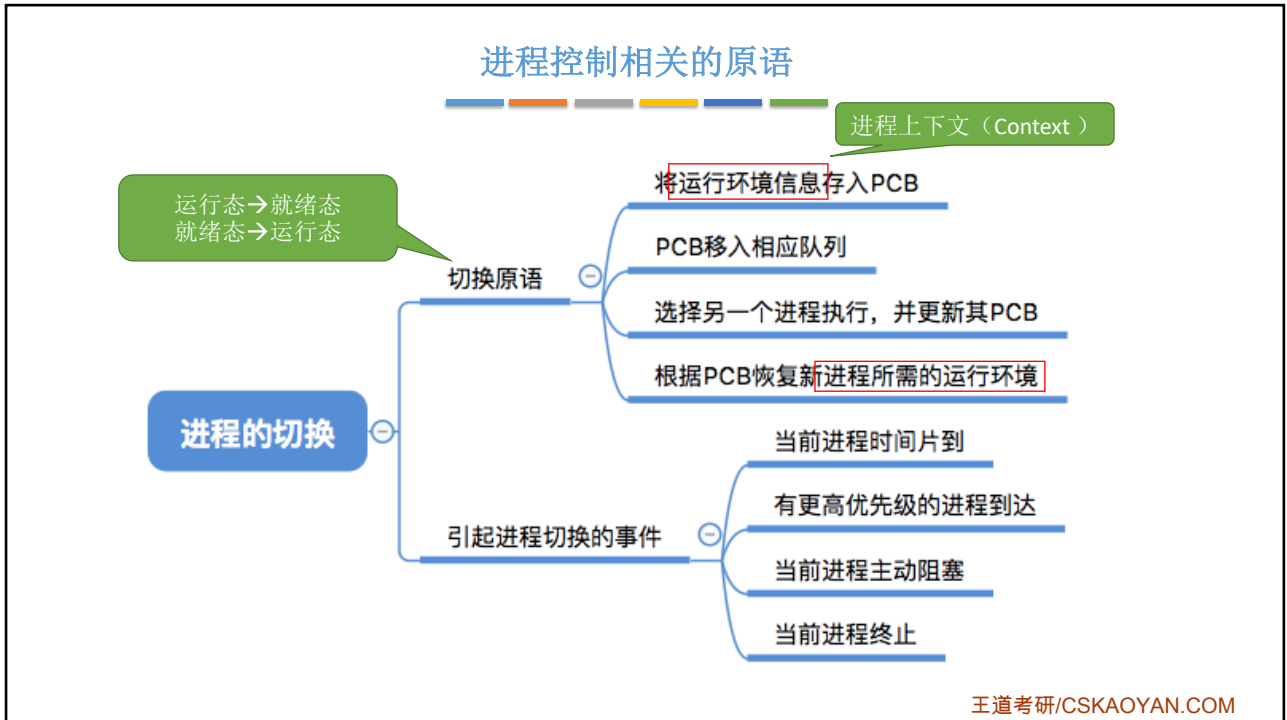 进程控制相关的原语
进程上下文（Context ）
将运行环境信息存入PCB
运行态→就绪态
就绪态→运行态
PCB移入相应队列
切换原语
选择另一个进程执行，并更新其PCB
根据PCB恢复新进程所需的运行环境
进程的切换
当前进程时间片到
有更高优先级的进程到达
引起进程切换的事件
当前进程主动阻塞
当前进程终止
王道考研/CSKAOYAN.COM